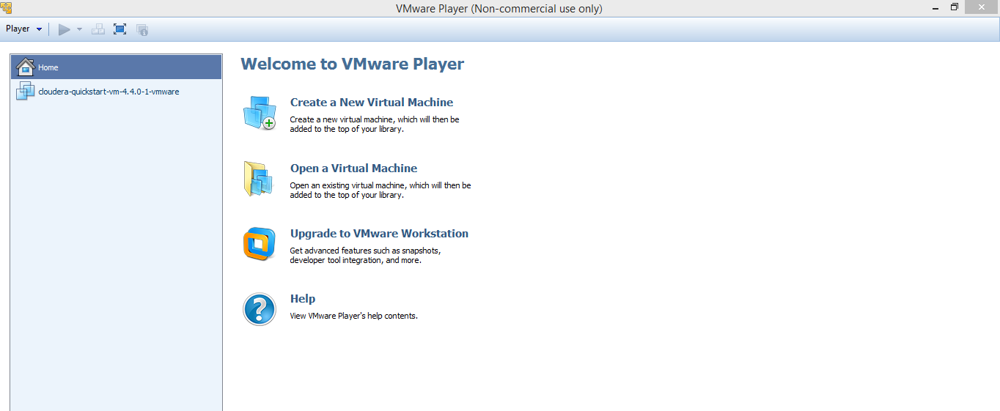 VMware Player (Non-commercial use only)
Player
Home
cloudera-quickstart-vm-4.4.0-1-vmware
Welcome to VMware Player
Create a New Virtual Machine
Create a new virtual machine, which will then be
added to the top of your library.
Open a Virtual Machine
Open an existing virtual machine, which will then be
added to the top of your library.
Upgrade to VMware Workstation
Get advanced features such as snapshots,
developer tool integration, and more.
Help
View VMware Player's help contents.